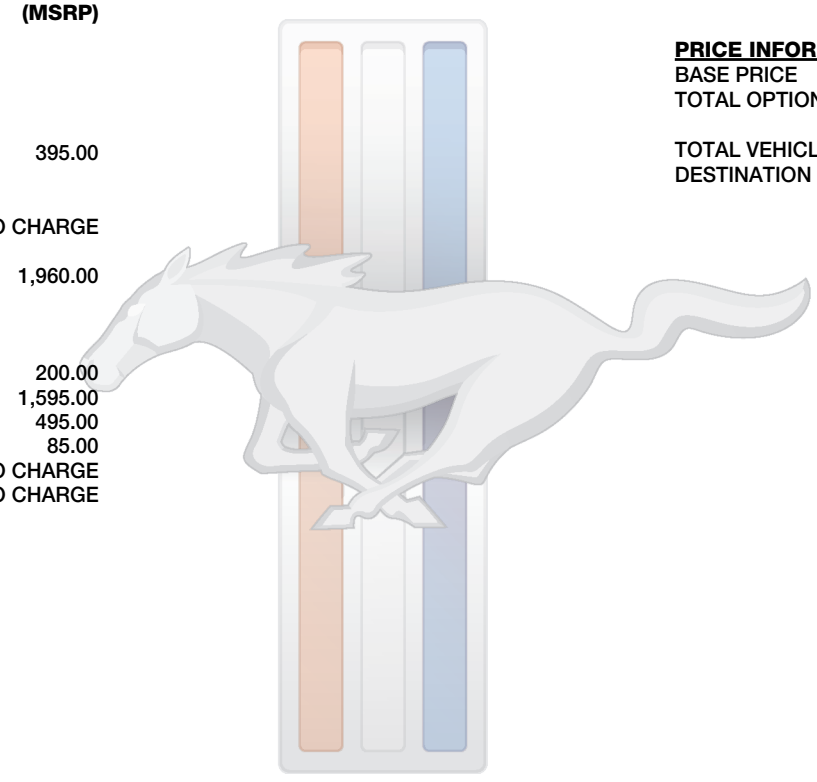 (MSRP)
395.00
CHARGE
1,960.00
200.00
1,595.00
495.00
85.00
CHARGE
CHARGE
PRICE INFOR
BASE PRICE
TOTAL OPTION
TOTAL VEHICL
DESTINATION